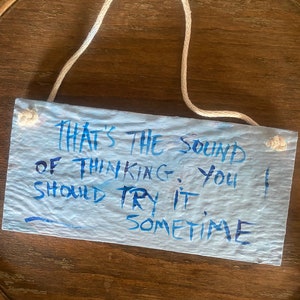 THAT'S THE SOUND
OF THINKING. YOU
SHOULD TRY IT
SOMETIME!